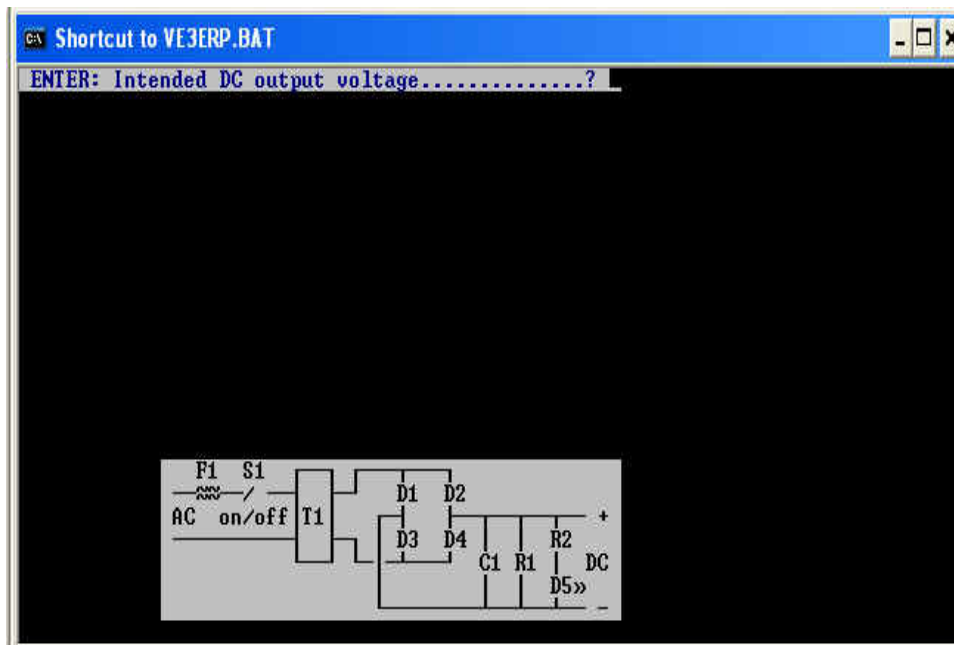 Shortcut to VE3ERP.BAT
ENTER: Intended DC output voltage..............?
F1 S1
D1 D2
AC on/off T1 +
D3 D4 R2
C1 R1 DC
D5»
-